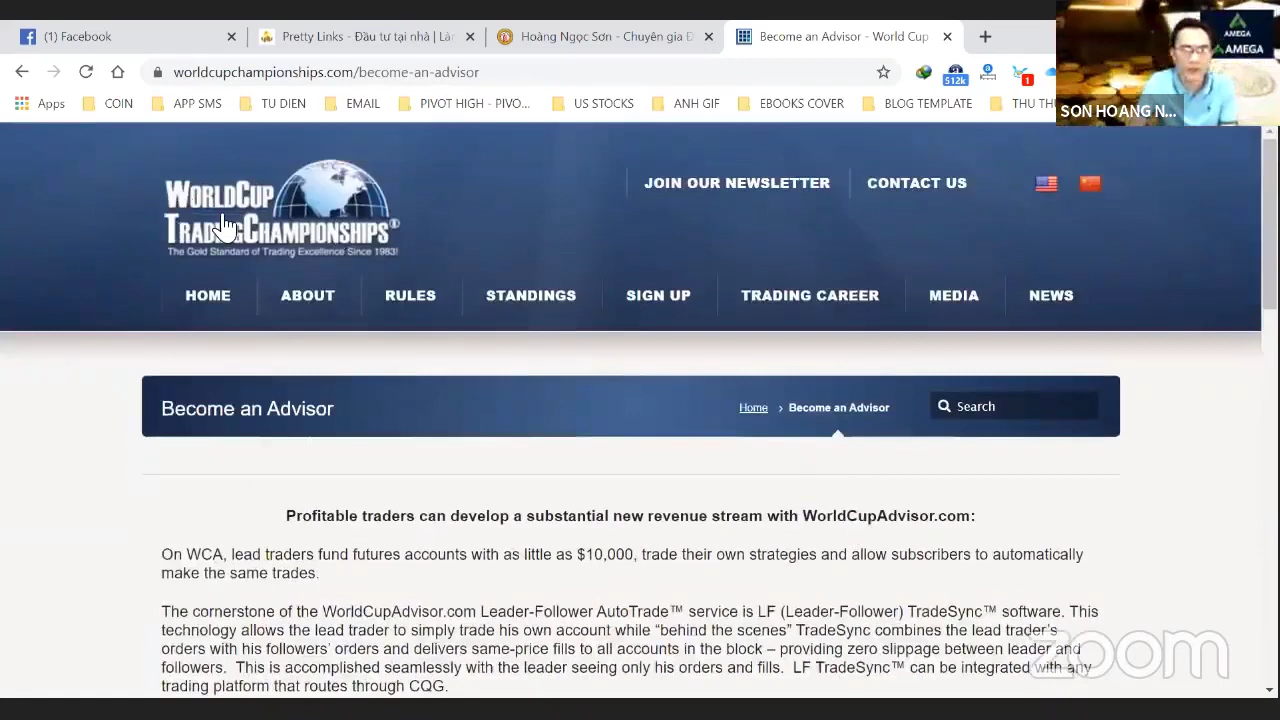 (1) Facebook
Pretty Links - Đầu tư tại nhà | Làn
Hoàng Ngọc Sơn - Chuyên gia Đ
Become an Advisor - World Cup
worldcupchampionships.com/become-an-advisor
512k
1
Apps
COIN
APP SMS
TU DIEN
EMAIL
PIVOT HIGH - PIVO...
US STOCKS
ANH GIF
EBOOKS COVER
BLOG TEMPLATE
THU TH
AMEGA
AMEGA
SON HOANG N...
WORLDCUP
TRADINGCHAMPIONSHIPS®
The Gold Standard of Trading Excellence Since 1983!
JOIN OUR NEWSLETTER
CONTACT US
HOME
ABOUT
RULES
STANDINGS
SIGN UP
TRADING CAREER
MEDIA
NEWS
Become an Advisor
Home › Become an Advisor
Search
Profitable traders can develop a substantial new revenue stream with WorldCupAdvisor.com:
On WCA, lead traders fund futures accounts with as little as $10,000, trade their own strategies and allow subscribers to automatically
make the same trades.
The cornerstone of the WorldCupAdvisor.com Leader-Follower AutoTrade™ service is LF (Leader-Follower) TradeSync™ software. This
technology allows the lead trader to simply trade his own account while “behind the scenes” TradeSync combines the lead trader’s
orders with his followers’ orders and delivers same-price fills to all accounts in the block – providing zero slippage between leader and
followers. This is accomplished seamlessly with the leader seeing only his orders and fills. LF TradeSync™ can be integrated with any
trading platform that routes through CQG.
zoom